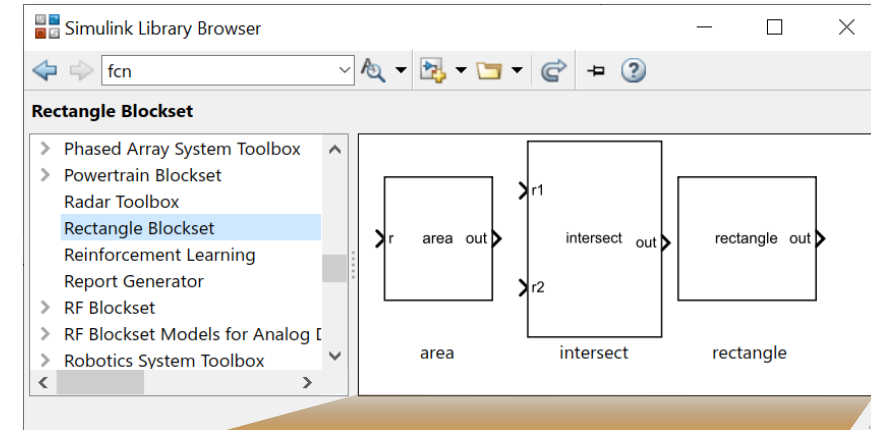 Simulink Library Browser
fcn
Rectangle Blockset
Phased Array System Toolbox
Powertrain Blockset
Radar Toolbox
Rectangle Blockset
Reinforcement Learning
Report Generator
RF Blockset
RF Blockset Models for Analog
Robotics System Toolbox
r area out
area
r1
intersect out
r2
intersect
rectangle out
rectangle